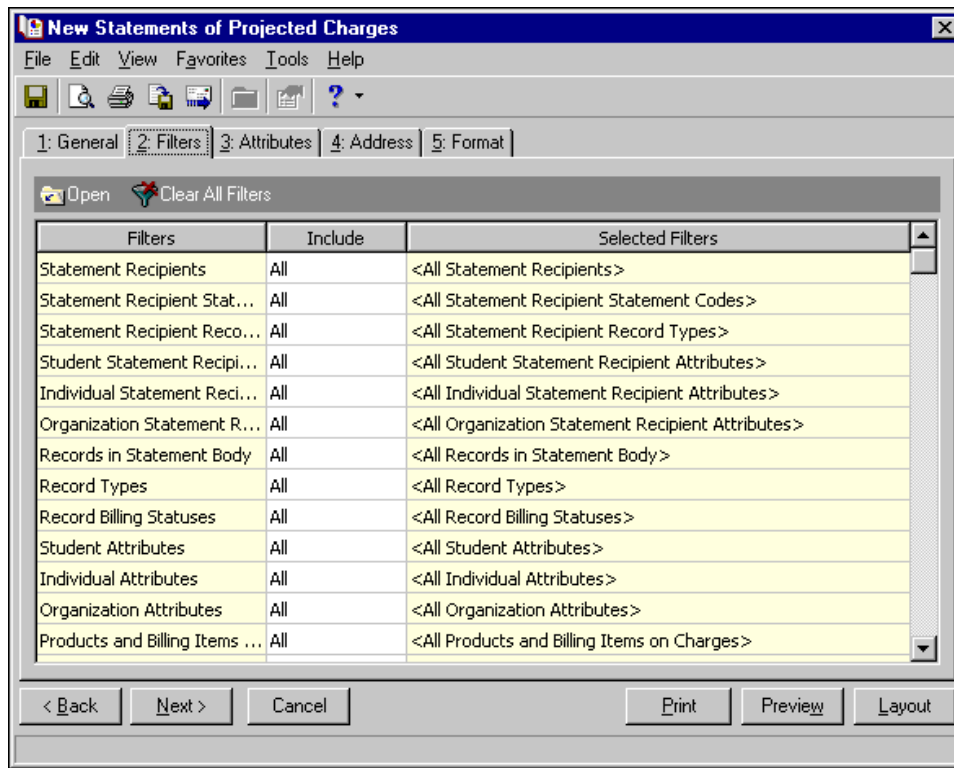 New Statements of Projected Charges
File Edit View Favorites Tools Help
1: General 2: Filters 3: Attributes 4: Address 5: Format
Open Clear All Filters
Filters Include Selected Filters
Statement Recipients All <All Statement Recipients>
Statement Recipient Stat... All <All Statement Recipient Statement Codes>
Statement Recipient Reco... All <All Statement Recipient Record Types>
Student Statement Recipi... All <All Student Statement Recipient Attributes>
Individual Statement Reci... All <All Individual Statement Recipient Attributes>
Organization Statement R... All <All Organization Statement Recipient Attributes>
Records in Statement Body All <All Records in Statement Body>
Record Types All <All Record Types>
Record Billing Statuses All <All Record Billing Statuses>
Student Attributes All <All Student Attributes>
Individual Attributes All <All Individual Attributes>
Organization Attributes All <All Organization Attributes>
Products and Billing Items ... All <All Products and Billing Items on Charges>
< Back Next > Cancel Print Preview Layout